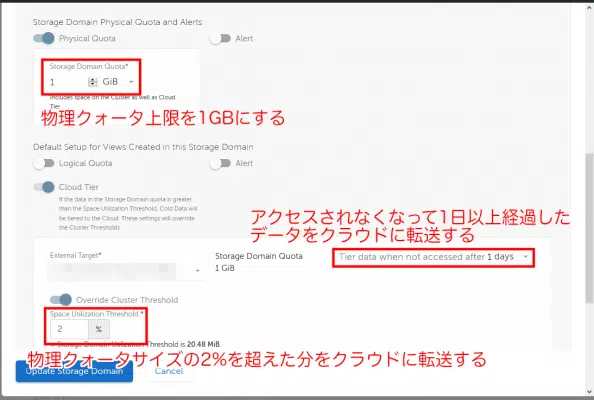 Storage Domain Physical Quota and Alerts
Physical Quota
Alert
Storage Domain Quota*
1
GiB
Includes space on the Cluster as well as Cloud
Tier
物理クォータ上限を1GBにする
Default Setup for Views Created in this Storage Domain
Logical Quota
Alert
Cloud Tier
If the data in the Storage Domain quota is greater
than the Space Utilization Threshold, Cold Data will
be tiered to the Cloud. These settings will override
the Cluster Thresholds
アクセスされなくなって1日以上経過した
データをクラウドに転送する
External Target*
Storage Domain Quota
1 GiB
Tier data when not accessed after 1 days
Override Cluster Threshold
Space Utilization Threshold *
2
%
Storage Domain Utilization Threshold is 20.48 MiB.
物理クォータサイズの2%を超えた分をクラウドに転送する
Update Storage Domain
Cancel